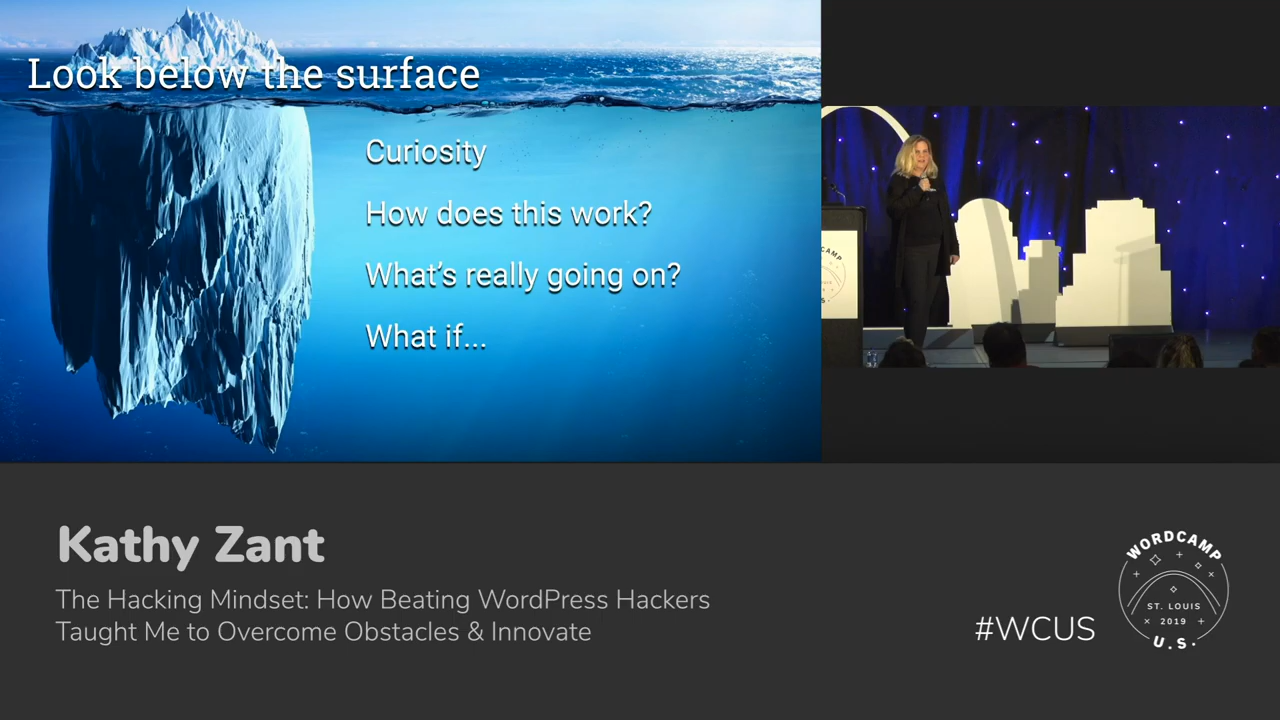 Look below the surface
Curiosity
How does this work?
What's really going on?
What if...
Kathy Zant
The Hacking Mindset: How Beating WordPress Hackers
Taught Me to Overcome Obstacles & Innovate
#WCUS
WORDCAMP
ST. LOUIS
2019
U.S.